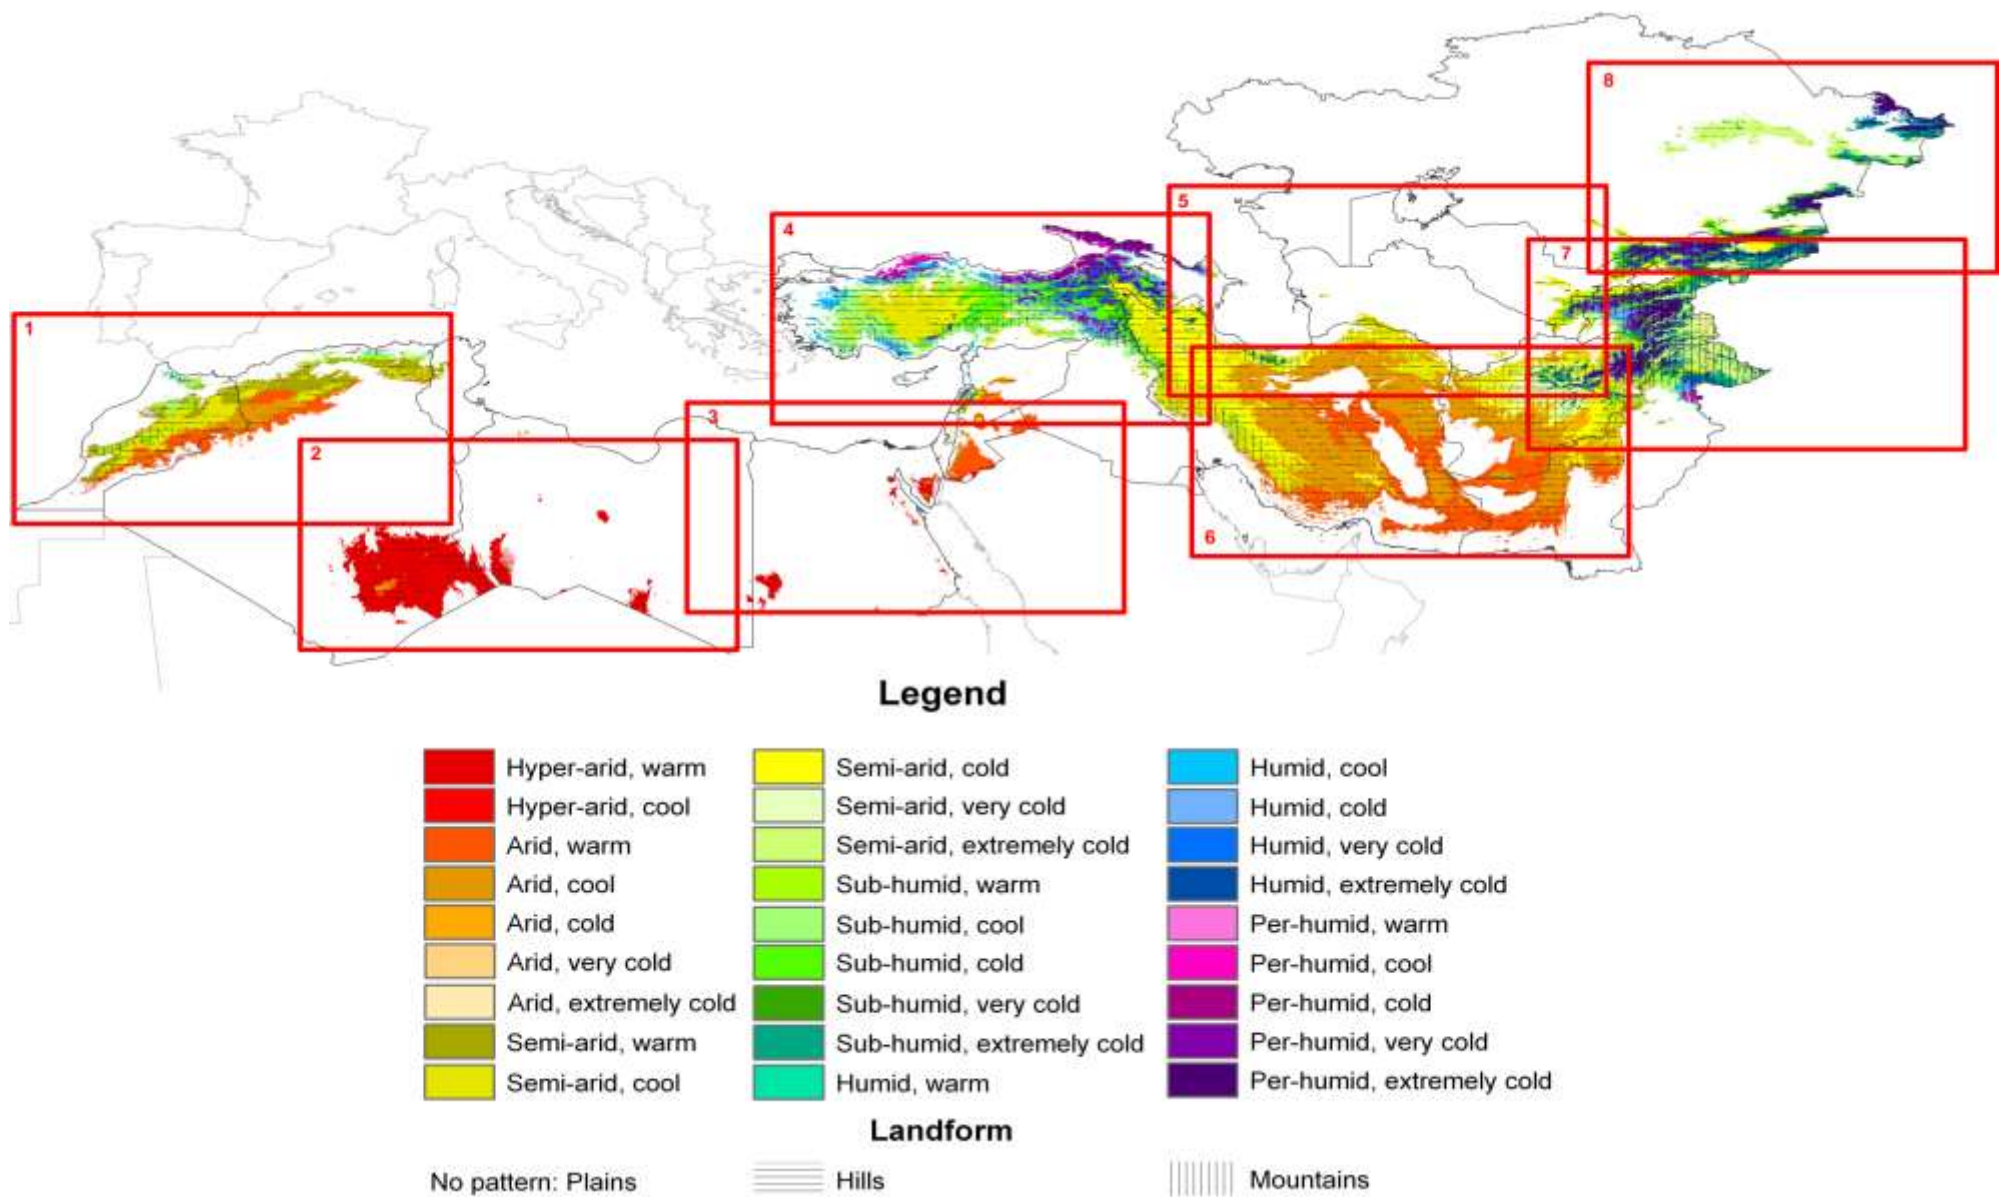 8
5
4
7
1
3
2
6
Legend
Hyper-arid, warm
Hyper-arid, cool
Arid, warm
Arid, cool
Arid, cold
Arid, very cold
Arid, extremely cold
Semi-arid, warm
Semi-arid, cool
Semi-arid, cold
Semi-arid, very cold
Semi-arid, extremely cold
Sub-humid, warm
Sub-humid, cool
Sub-humid, cold
Sub-humid, very cold
Sub-humid, extremely cold
Humid, warm
Humid, cool
Humid, cold
Humid, very cold
Humid, extremely cold
Per-humid, warm
Per-humid, cool
Per-humid, cold
Per-humid, very cold
Per-humid, extremely cold
Landform
No pattern: Plains
Hills
Mountains